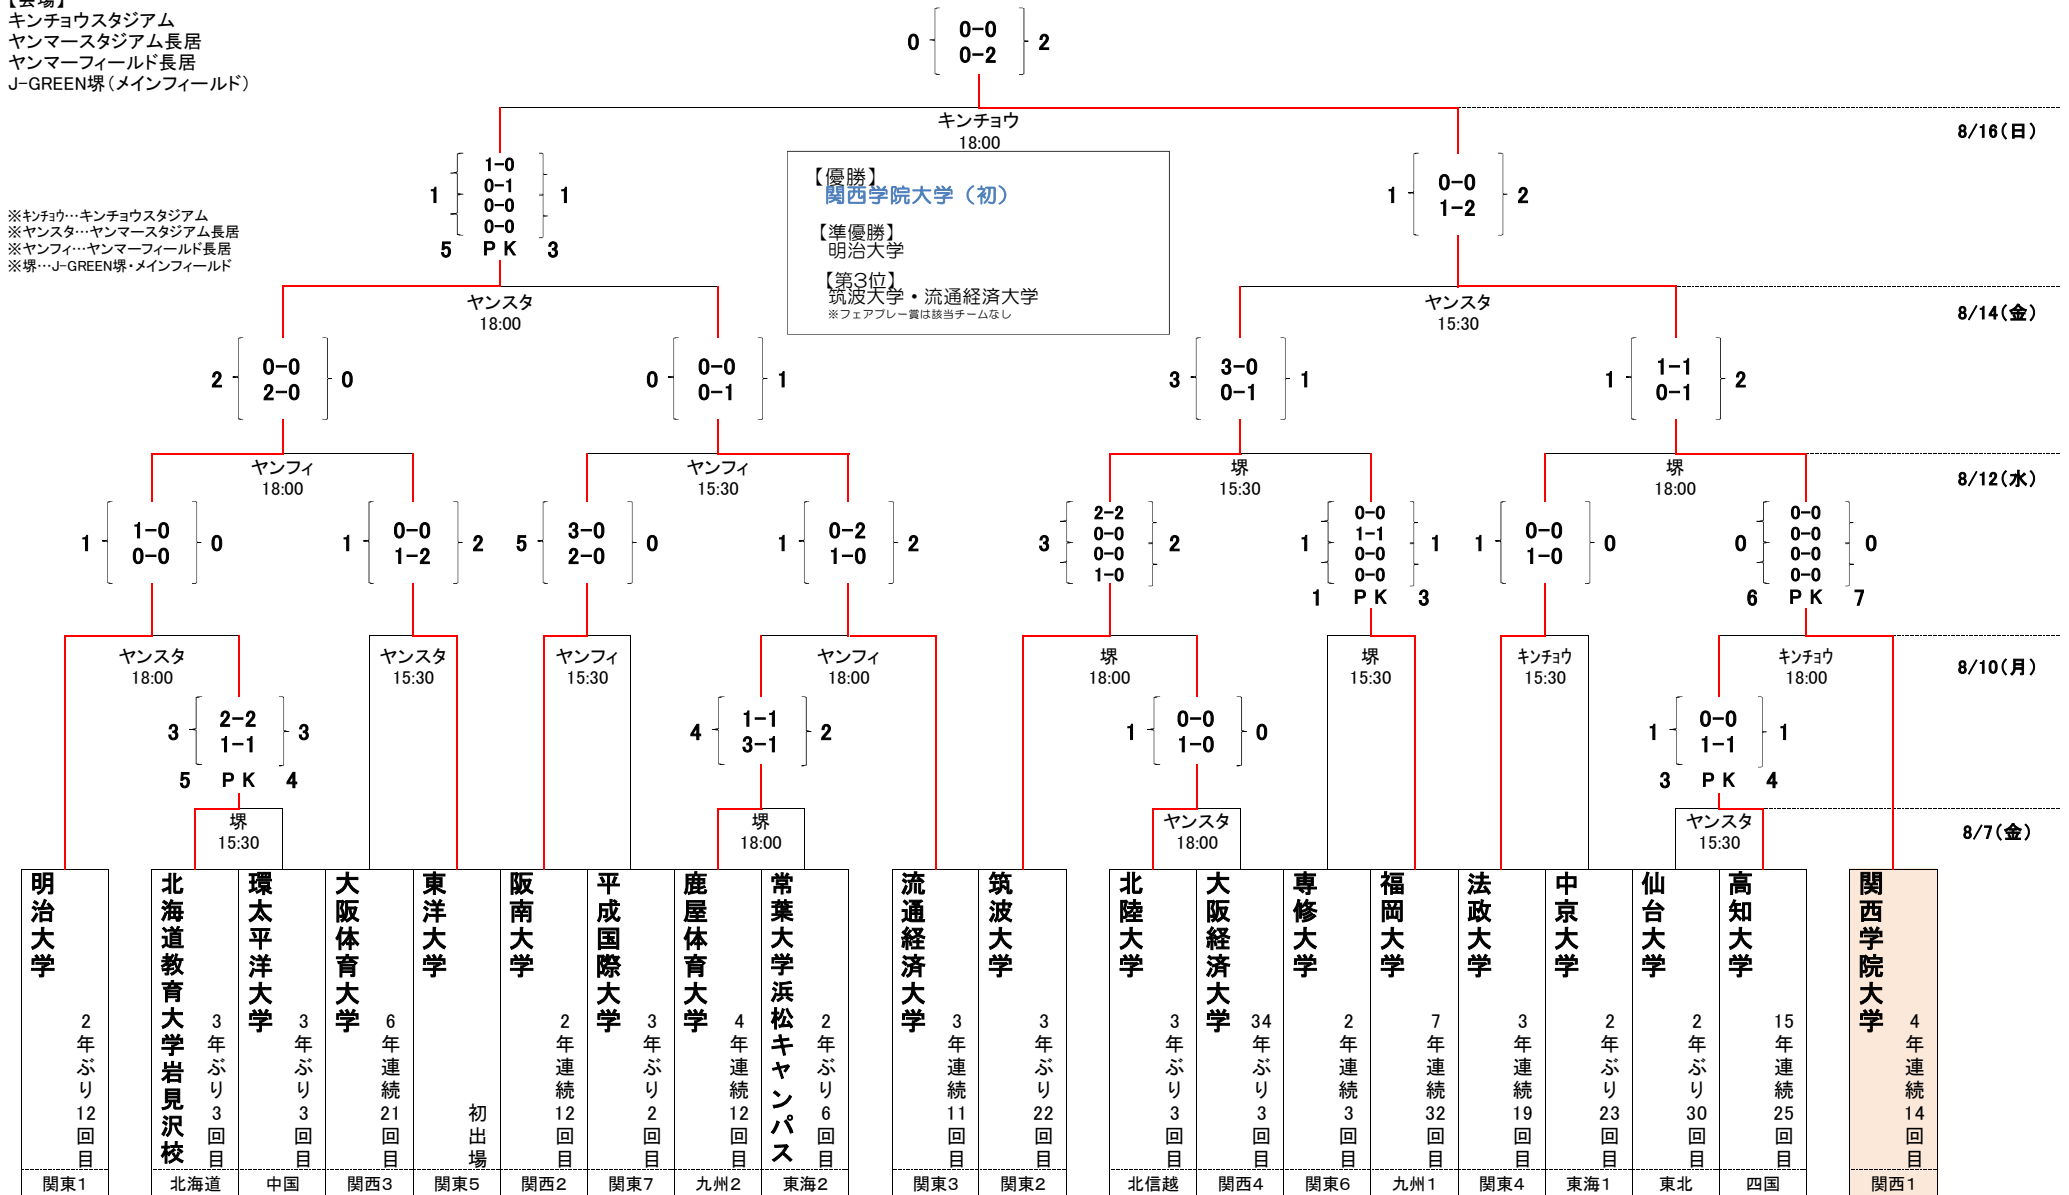 【会場】
キンチョウスタジアム
ヤンマースタジアム長居
ヤンマーフィールド長居
J-GREEN堺（メインフィールド）
0 0-0 2
0-2
キンチョウ
18:00
8/16(日)
※キンチョウ…キンチョウスタジアム
※ヤンスタ…ヤンマースタジアム長居
※ヤンフィ…ヤンマーフィールド長居
※堺…J-GREEN堺・メインフィールド
1-0
1 0-1 1
0-0
0-0
5 PK 3
【優勝】
関西学院大学（初）
【準優勝】
明治大学
【第3位】
筑波大学・流通経済大学
※フェアプレー賞は該当チームなし
1 0-0 2
1-2
ヤンスタ
18:00
ヤンスタ
15:30
8/14(金)
2 0-0 0
2-0
0 0-0 1
0-1
3 3-0 1
0-1
1 1-1 2
0-1
ヤンフィ
18:00
ヤンフィ
15:30
堺
15:30
堺
18:00
8/12(水)
1 1-0 0
0-0
1 0-0 2
1-2
5 3-0 0
2-0
1 0-2 2
1-0
2-2
3 0-0 2
0-0
1-0
0-0
1 1-1 1
0-0
0-0
1 PK 3
1 0-0 0
1-0
0-0
0 0-0 0
0-0
0-0
6 PK 7
ヤンスタ
18:00
ヤンスタ
15:30
ヤンフィ
15:30
ヤンフィ
18:00
堺
18:00
堺
15:30
キンチョウ
15:30
キンチョウ
18:00
8/10(月)
3 2-2 3
1-1
5 PK 4
4 1-1 2
3-1
1 0-0 0
1-0
1 0-0 1
1-1
3 PK 4
堺
15:30
堺
18:00
ヤンスタ
18:00
ヤンスタ
15:30
8/7(金)
明治大学
2年ぶり12回目
関東1
北海道教育大学岩見沢校
3年ぶり3回目
北海道
環太平洋大学
3年ぶり3回目
中国
大阪体育大学
6年連続21回目
関西3
東洋大学
初出場
関東5
阪南大学
2年連続12回目
関西2
平成国際大学
3年ぶり2回目
関東7
鹿屋体育大学
4年連続12回目
九州2
常葉大学浜松キャンパス
2年ぶり6回目
東海2
流通経済大学
3年ぶり11回目
関東3
筑波大学
3年ぶり22回目
関東2
北陸大学
3年ぶり3回目
北信越
大阪経済大学
34年ぶり3回目
関西4
専修大学
2年連続3回目
関東6
福岡大学
7年連続32回目
九州1
法政大学
3年連続19回目
関東4
中京大学
2年ぶり23回目
東海1
仙台大学
2年ぶり30回目
東北
高知大学
15年連続25回目
四国
関西学院大学
4年連続14回目
関西1